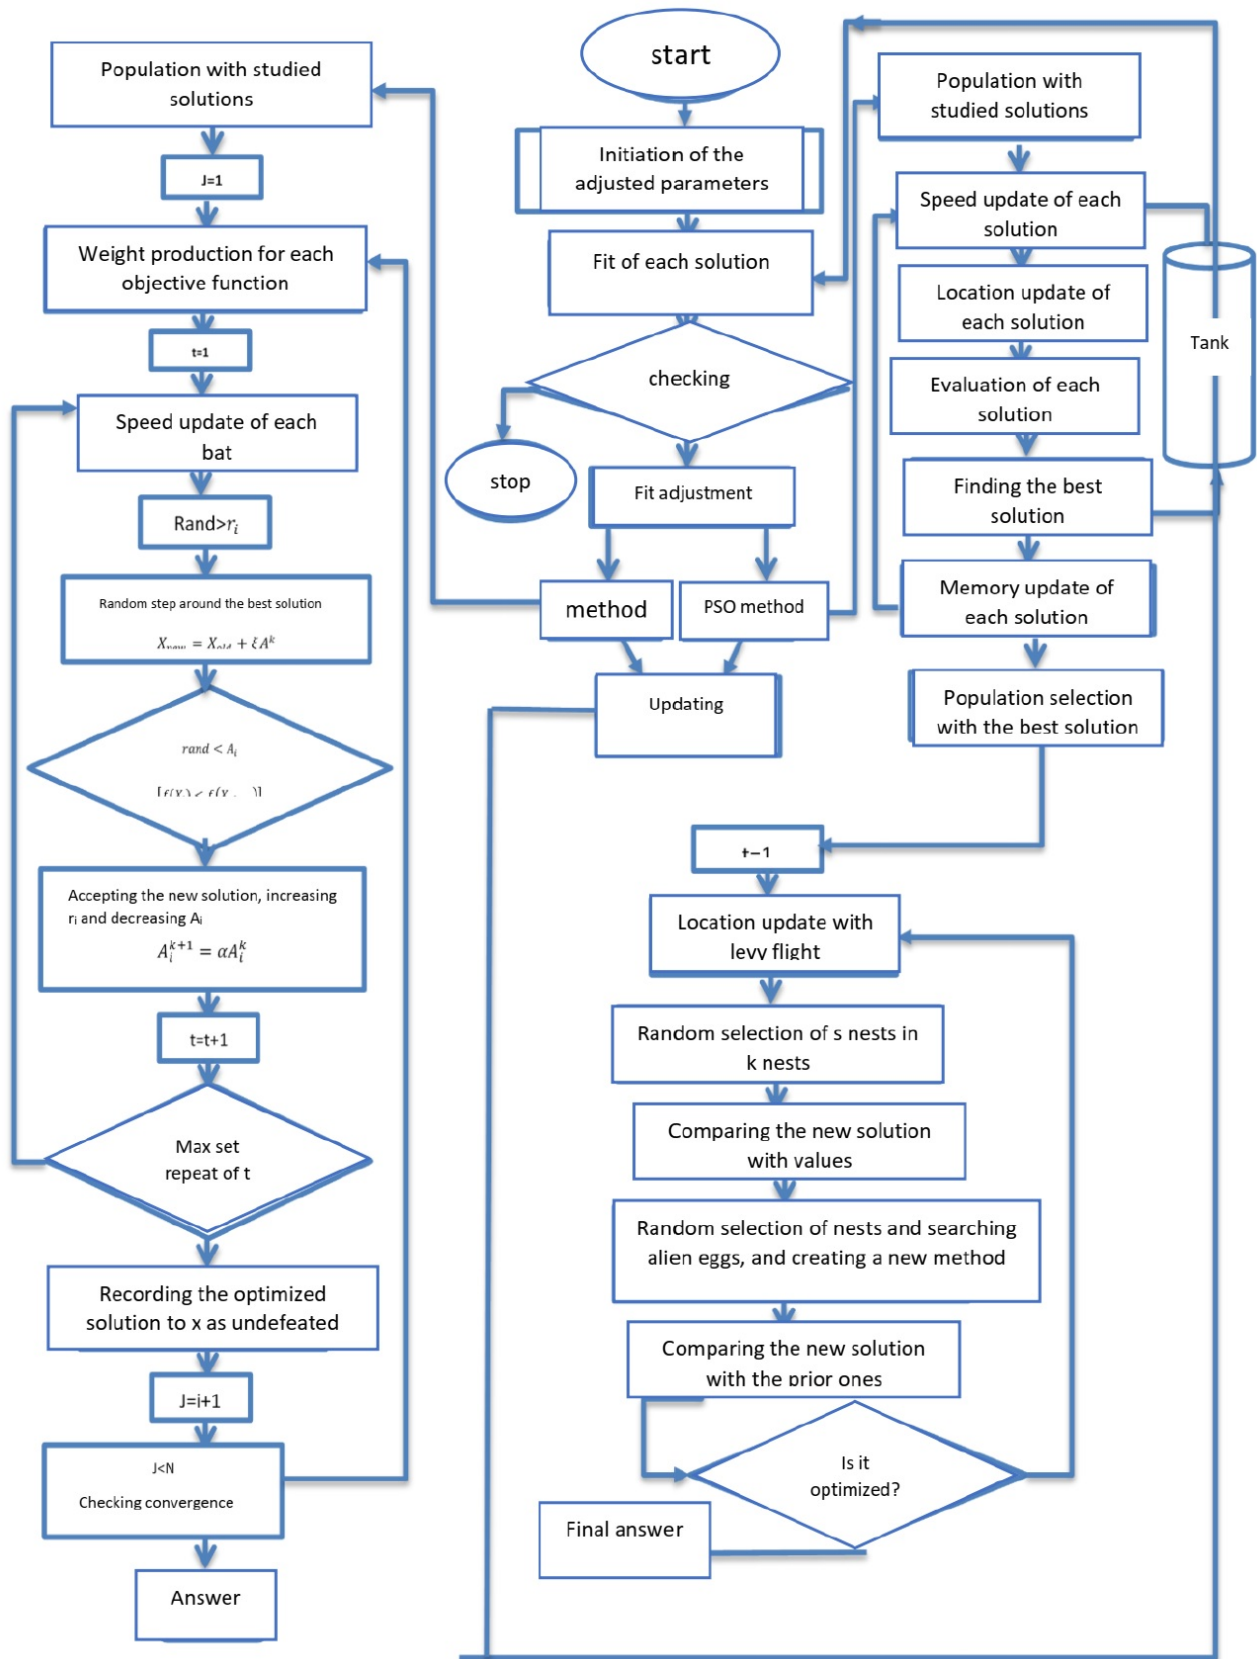 start
Initiation of the
adjusted parameters
Fit of each solution
checking
stop
Fit adjustment
method
PSO method
Updating
Population with studied
solutions
J=1
Weight production for each
objective function
t=1
Speed update of each
bat
Rand>rᵢ
Random step around the best solution
= + ξAᵏ
rand < Aᵢ
Accepting the new solution, increasing
rᵢ and decreasing Aᵢ
Aᵢᵏ⁺¹ = αAᵢᵏ
t=t+1
Max set
repeat of t
Recording the optimized
solution to x as undefeated
J=i+1
J<N
Checking convergence
Answer
Population with
studied solutions
Speed update of each
solution
Location update of
each solution
Evaluation of each
solution
Finding the best
solution
Memory update of
each solution
Population selection
with the best solution
Tank
t=1
Location update with
levy flight
Random selection of s nests in
k nests
Comparing the new solution
with values
Random selection of nests and searching
alien eggs, and creating a new method
Comparing the new solution
with the prior ones
Is it
optimized?
Final answer